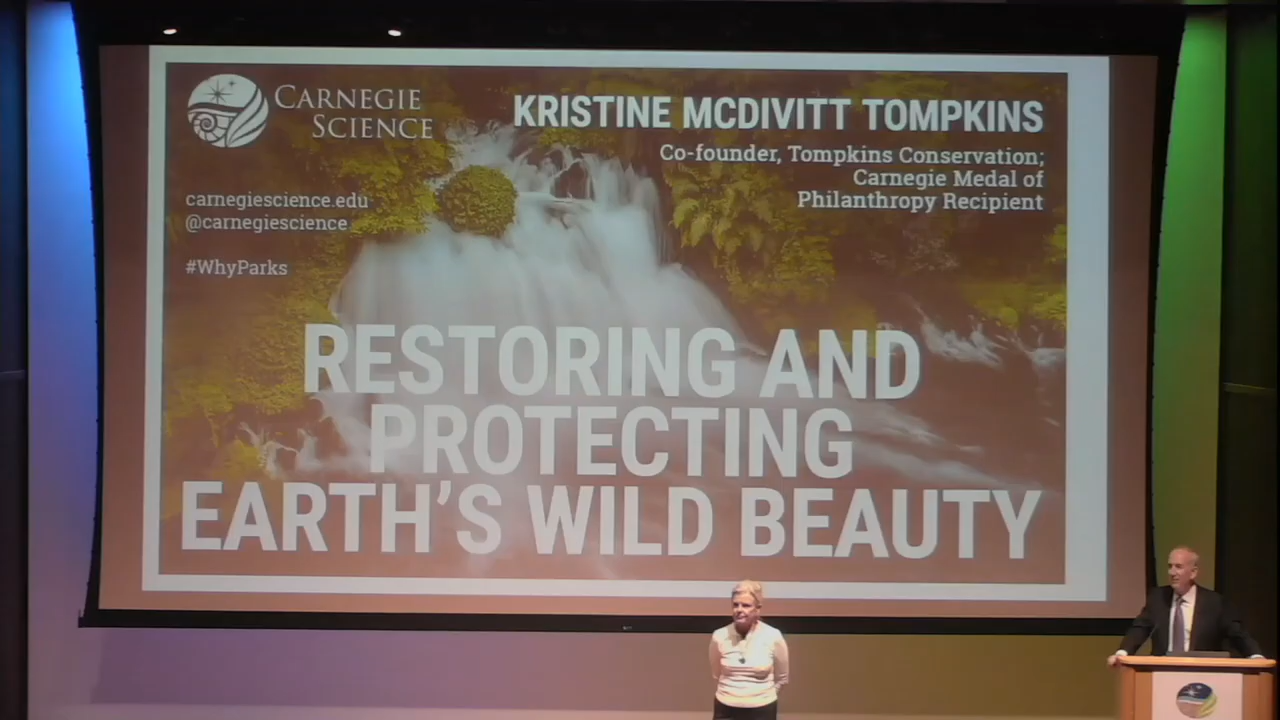 CARNEGIE
SCIENCE
carnegiescience.edu
@carnegiescience
#WhyParks
KRISTINE MCDIVITT TOMPKINS
Co-founder, Tompkins Conservation;
Carnegie Medal of
Philanthropy Recipient
RESTORING AND
PROTECTING
EARTH'S WILD BEAUTY